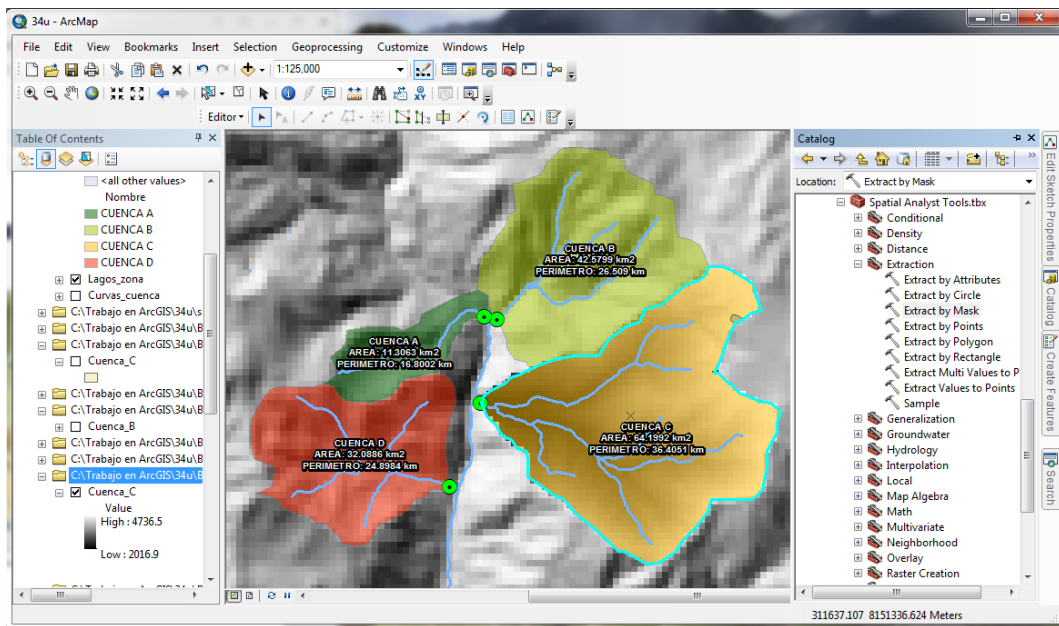 34u - ArcMap
File Edit View Bookmarks Insert Selection Geoprocessing Customize Windows Help
1:125,000
Editor
Table Of Contents
<all other values>
Nombre
CUENCA A
CUENCA B
CUENCA C
CUENCA D
Lagos_zona
Curvas_cuenca
C:\Trabajo en ArcGIS\34u\s
C:\Trabajo en ArcGIS\34u\B
C:\Trabajo en ArcGIS\34u\B
Cuenca_C
C:\Trabajo en ArcGIS\34u\B
C:\Trabajo en ArcGIS\34u\B
Cuenca_B
C:\Trabajo en ArcGIS\34u\B
C:\Trabajo en ArcGIS\34u\B
C:\Trabajo en ArcGIS\34u\B
Cuenca_C
Value
High : 4736.5
Low : 2016.9
CUENCA B
AREA: 42.5799 km2
PERIMETRO: 26.509 km
CUENCA A
AREA: 11.3063 km2
PERIMETRO: 16.8002 km
CUENCA D
AREA: 32.0886 km2
PERIMETRO: 24.8984 km
CUENCA C
AREA: 64.1992 km2
PERIMETRO: 36.4051 km
Catalog
Location: Extract by Mask
Spatial Analyst Tools.tbx
Conditional
Density
Distance
Extraction
Extract by Attributes
Extract by Circle
Extract by Mask
Extract by Points
Extract by Polygon
Extract by Rectangle
Extract Multi Values to P
Extract Values to Points
Sample
Generalization
Groundwater
Hydrology
Interpolation
Local
Map Algebra
Math
Multivariate
Neighborhood
Overlay
Raster Creation
Edit Sketch Properties
Catalog
Create Features
Search
311637.107 8151336.624 Meters